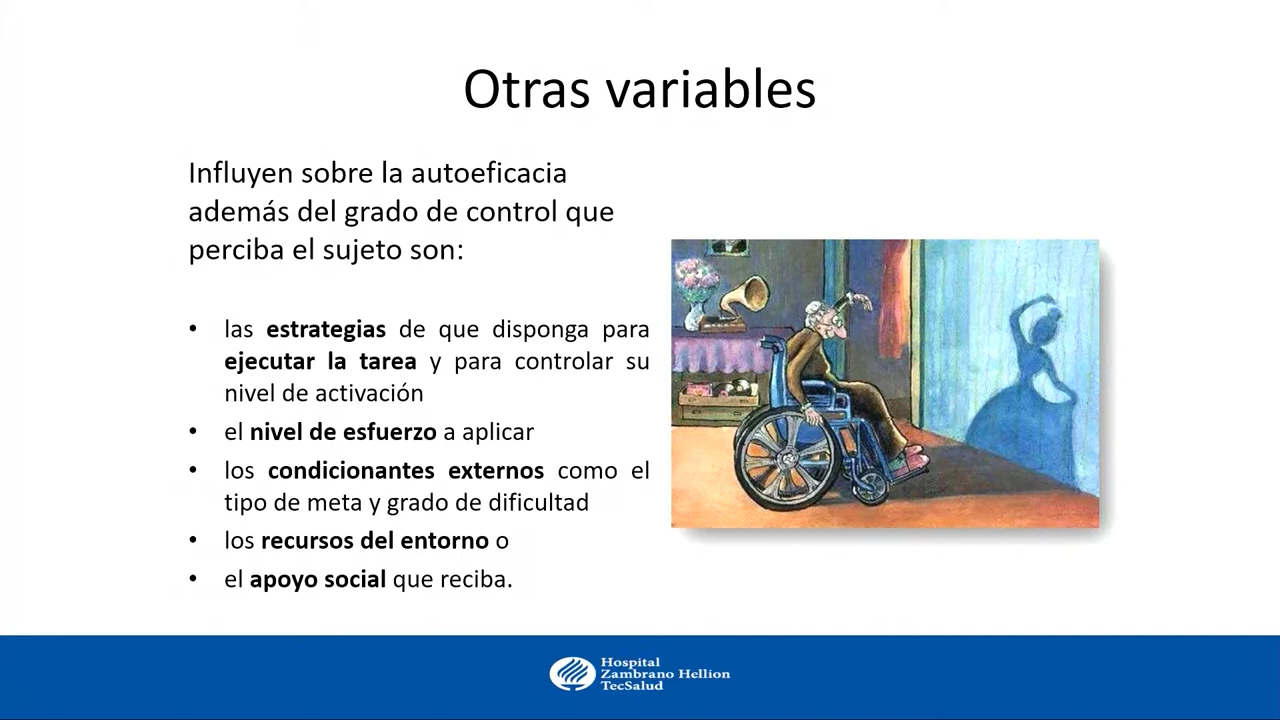 Otras variables
Influyen sobre la autoeficacia
además del grado de control que
perciba el sujeto son:
• las estrategias de que disponga para
ejecutar la tarea y para controlar su
nivel de activación
• el nivel de esfuerzo a aplicar
• los condicionantes externos como el
tipo de meta y grado de dificultad
• los recursos del entorno o
• el apoyo social que reciba.
Hospital
Zambrano Hellion
TecSalud